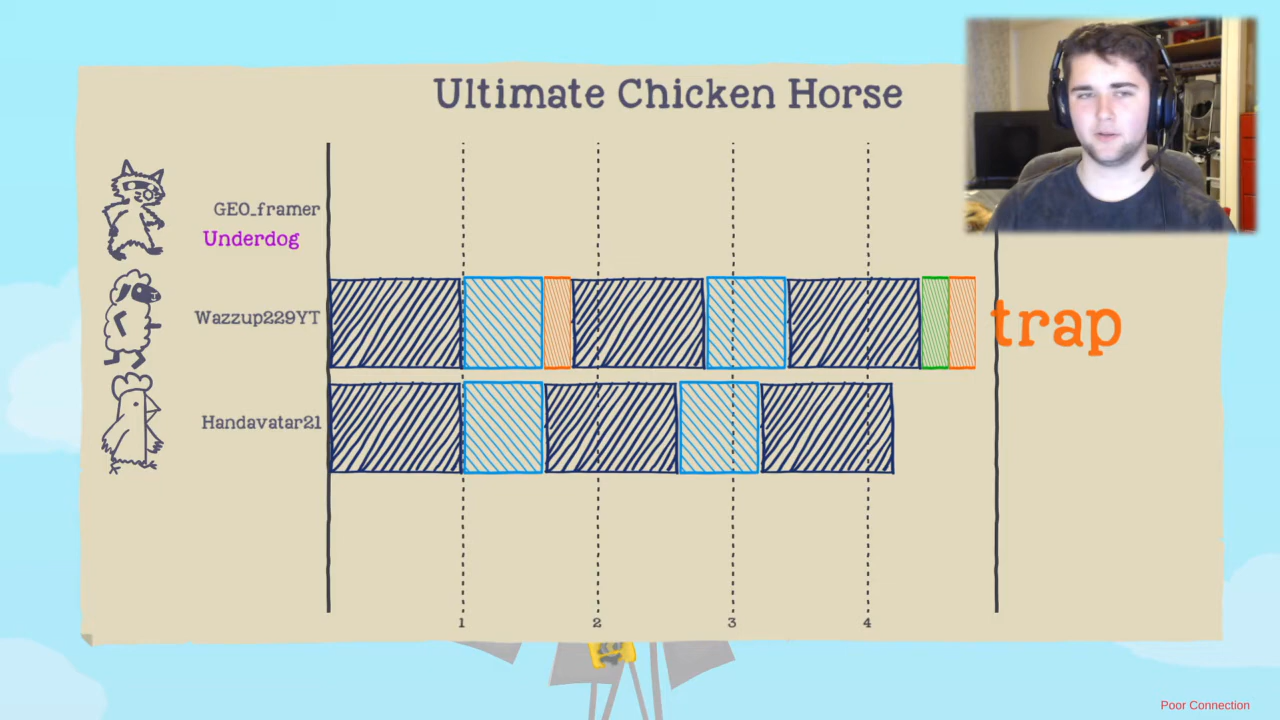 Ultimate Chicken Horse
GEO_framer
Underdog
Wazzup229YT
trap
Handavatar21
1 2 3 4
Poor Connection